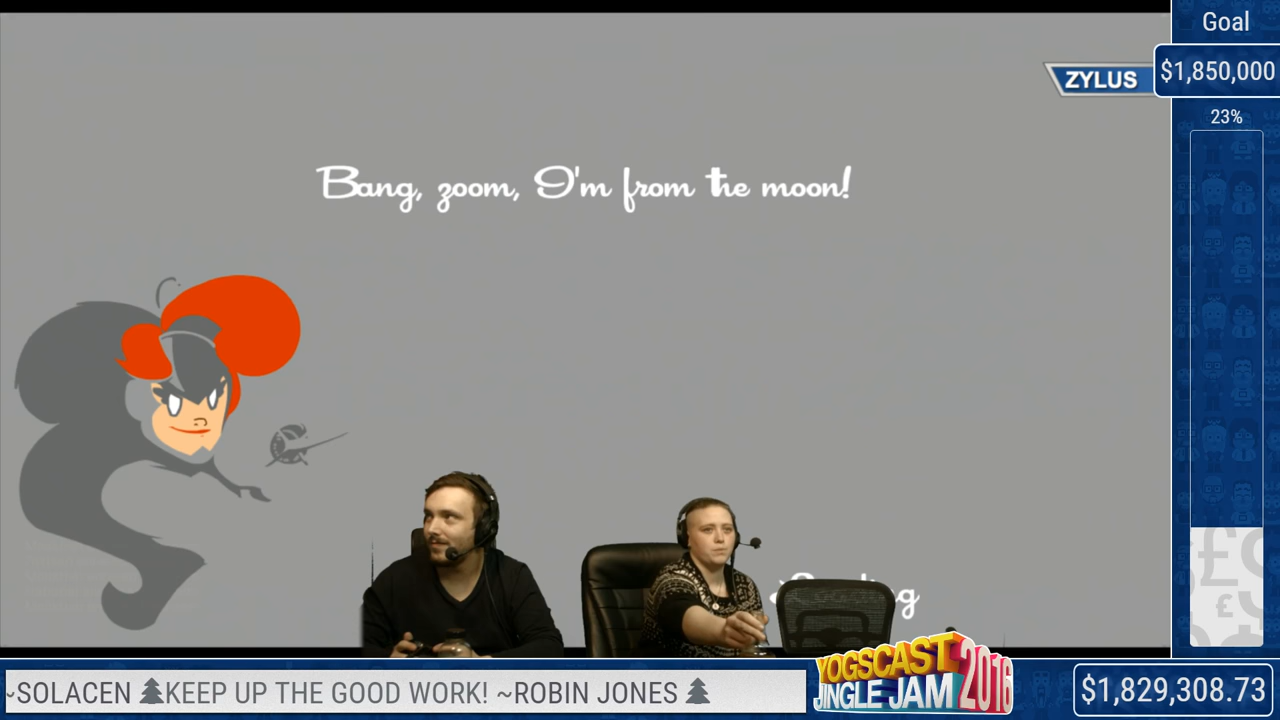 Goal
$1,850,000
ZYLUS
23%
Bang, zoom, I'm from the moon!
~SOLACEN 🌲KEEP UP THE GOOD WORK! ~ROBIN JONES 🌲
YOGSCAST
JINGLE JAM 2016
$1,829,308.73